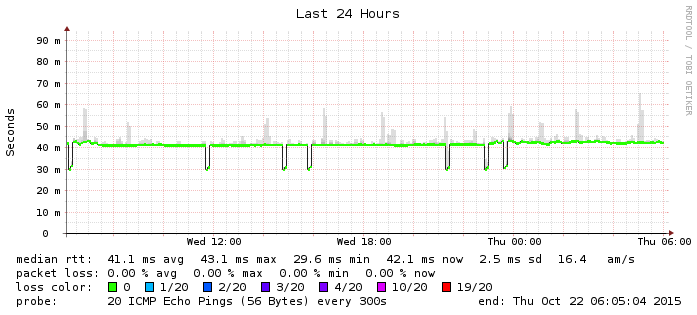 Last 24 Hours
RRDTOOL / TOBI OETIKER
Seconds
90 m
80 m
70 m
60 m
50 m
40 m
30 m
20 m
10 m
0
Wed 12:00 Wed 18:00 Thu 00:00 Thu 06:00
median rtt: 41.1 ms avg 43.1 ms max 29.6 ms min 42.1 ms now 2.5 ms sd 16.4 am/s
packet loss: 0.00 % avg 0.00 % max 0.00 % min 0.00 % now
loss color: 0 1/20 2/20 3/20 4/20 10/20 19/20
probe: 20 ICMP Echo Pings (56 Bytes) every 300s end: Thu Oct 22 06:05:04 2015